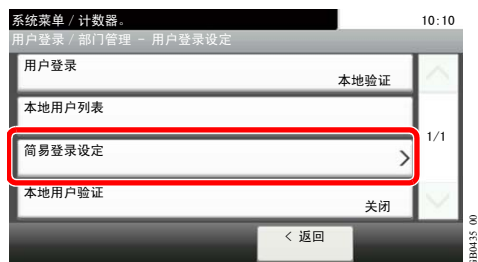 系统菜单 / 计数器。
10:10
用户登录 / 部门管理 - 用户登录设定
用户登录
本地验证
本地用户列表
1/1
简易登录设定
>
本地用户验证
关闭
< 返回
GB0435_00